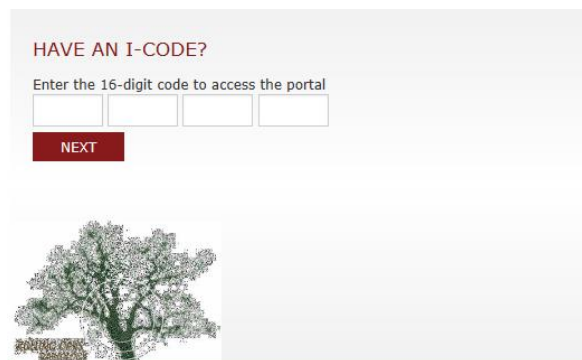 HAVE AN I-CODE?
Enter the 16-digit code to access the portal
NEXT